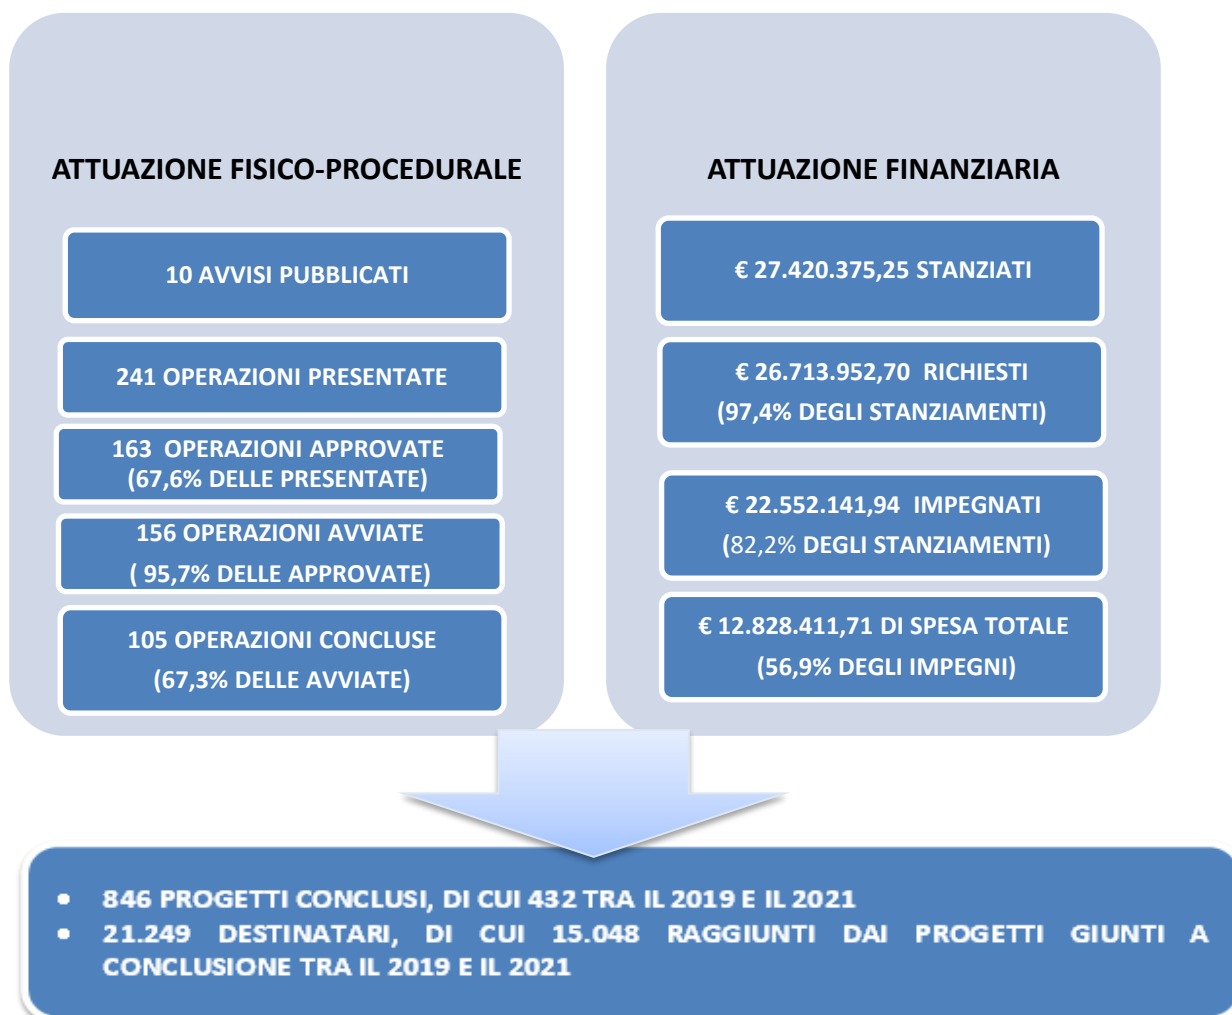 ATTUAZIONE FISICO-PROCEDURALE
10 AVVISI PUBBLICATI
241 OPERAZIONI PRESENTATE
163 OPERAZIONI APPROVATE
(67,6% DELLE PRESENTATE)
156 OPERAZIONI AVVIATE
( 95,7% DELLE APPROVATE)
105 OPERAZIONI CONCLUSE
(67,3% DELLE AVVIATE)
ATTUAZIONE FINANZIARIA
€ 27.420.375,25 STANZIATI
€ 26.713.952,70 RICHIESTI
(97,4% DEGLI STANZIAMENTI)
€ 22.552.141,94 IMPEGNATI
(82,2% DEGLI STANZIAMENTI)
€ 12.828.411,71 DI SPESA TOTALE
(56,9% DEGLI IMPEGNI)
• 846 PROGETTI CONCLUSI, DI CUI 432 TRA IL 2019 E IL 2021
• 21.249 DESTINATARI, DI CUI 15.048 RAGGIUNTI DAI PROGETTI GIUNTI A
CONCLUSIONE TRA IL 2019 E IL 2021